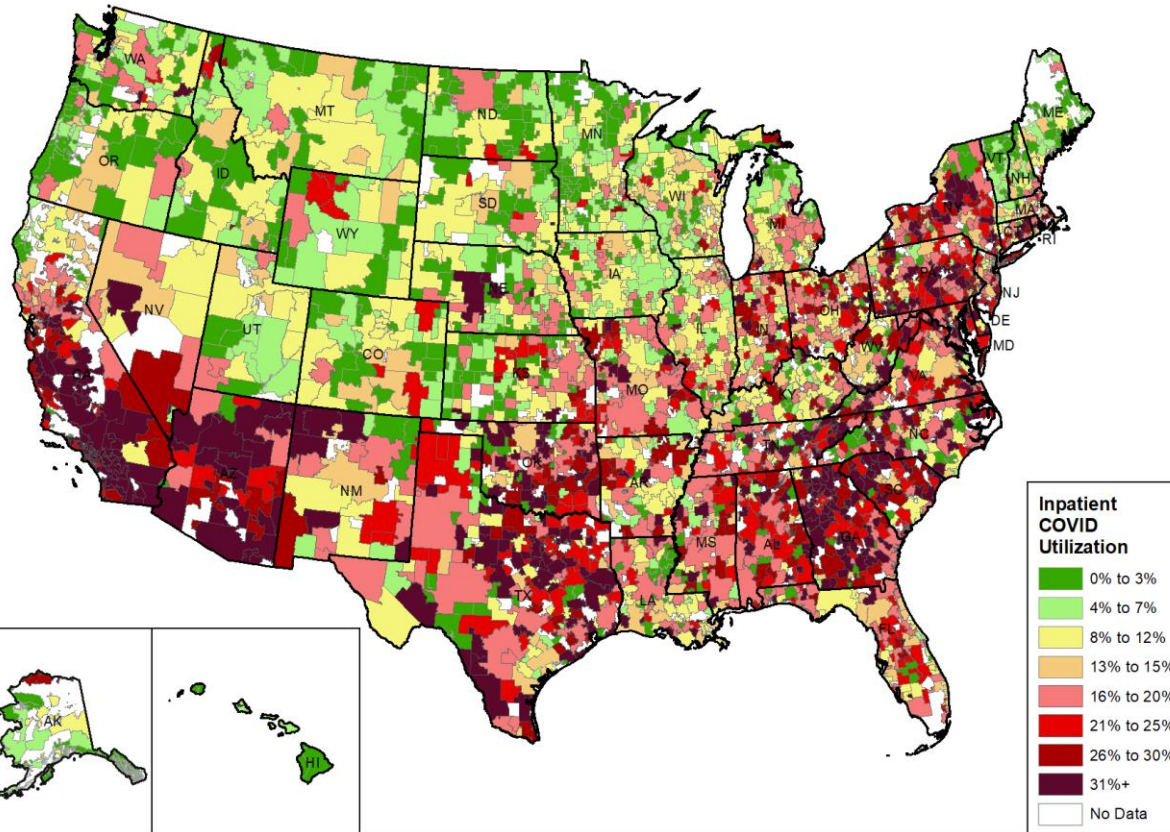 WA
MT
ND
MN
ME
OR
ID
WY
SD
WI
MI
VT
NH
NY
MA
CT
RI
NV
UT
CO
NE
IA
IL
IN
OH
PA
NJ
DE
MD
WV
VA
CA
KS
MO
KY
AZ
NM
OK
AR
TN
NC
SC
TX
LA
MS
AL
GA
FL
AK
HI
Inpatient
COVID
Utilization
0% to 3%
4% to 7%
8% to 12%
13% to 15%
16% to 20%
21% to 25%
26% to 30%
31%+
No Data